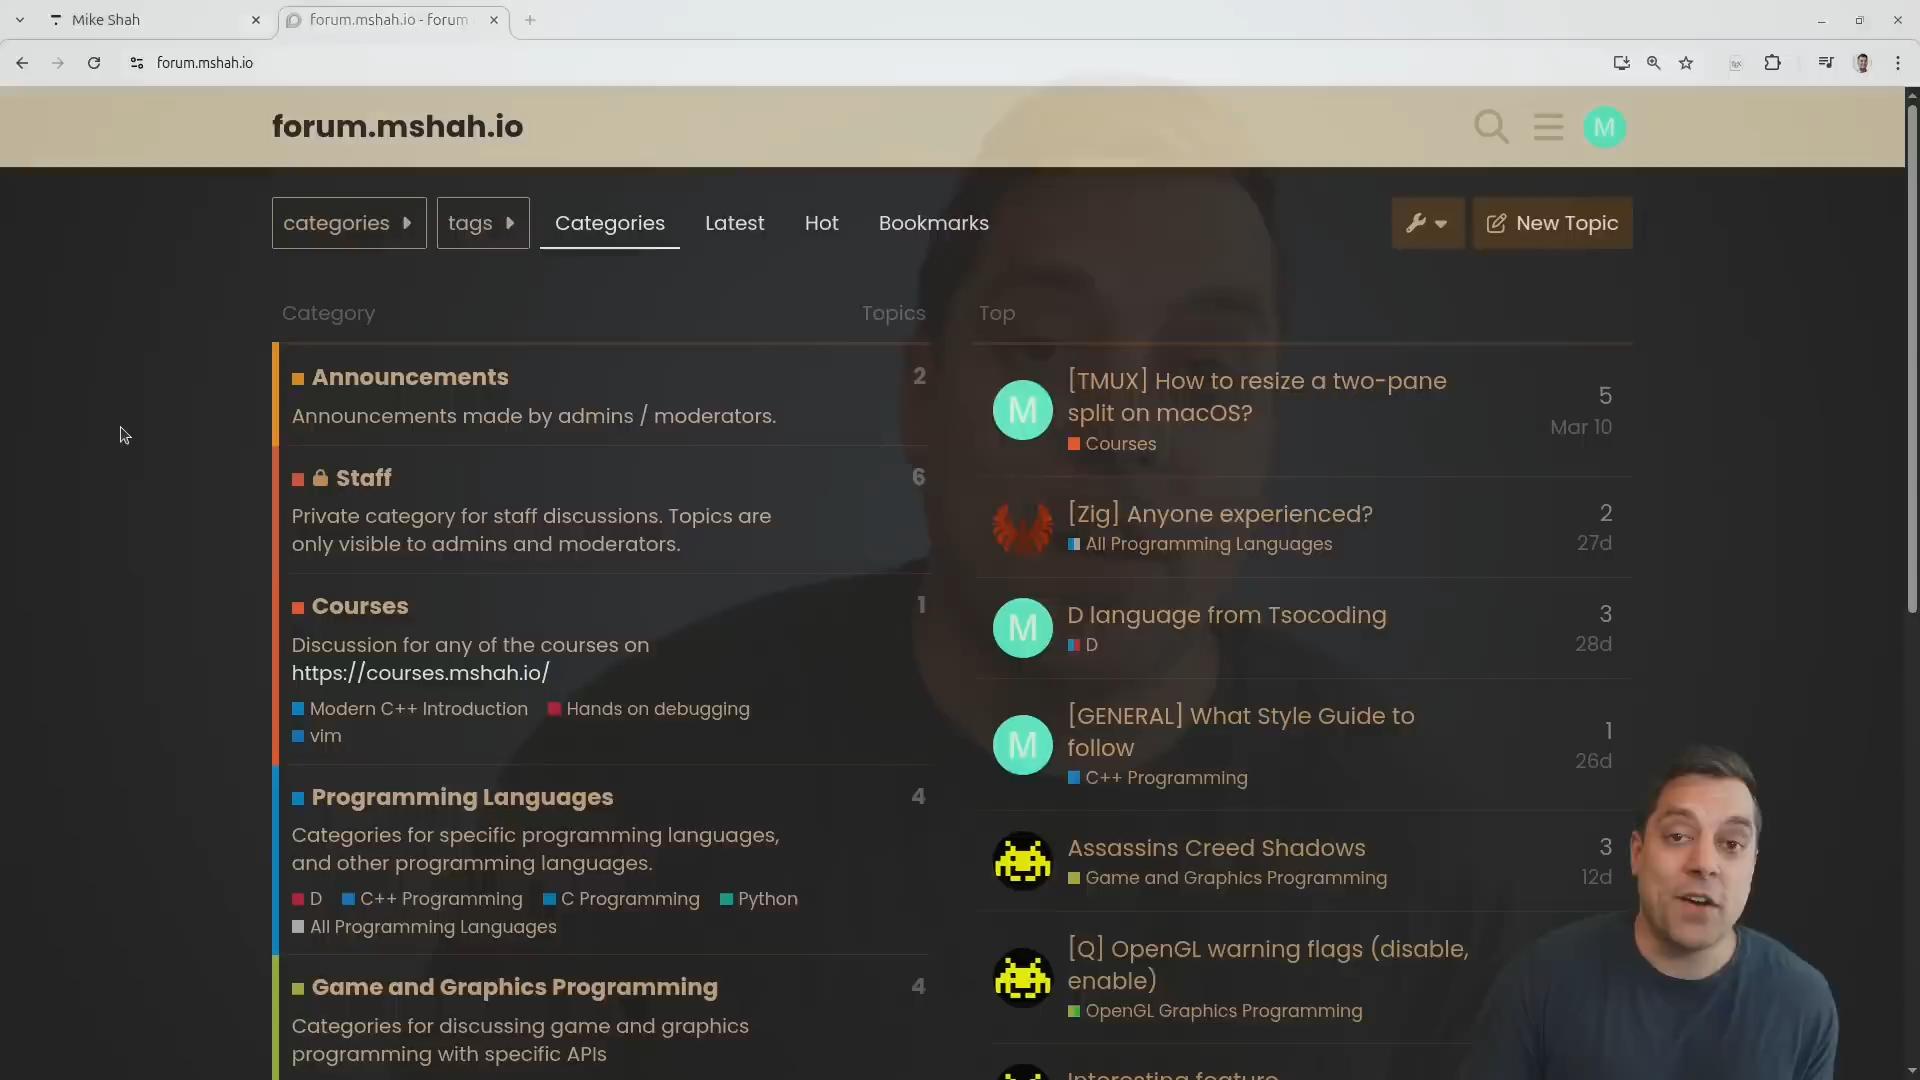 Mike Shah
forum.mshah.io - forum
forum.mshah.io
forum.mshah.io
M
categories
tags
Categories
Latest
Hot
Bookmarks
New Topic
Category
Topics
Announcements
2
Announcements made by admins / moderators.
Staff
6
Private category for staff discussions. Topics are
only visible to admins and moderators.
Courses
1
Discussion for any of the courses on
https://courses.mshah.io/
Modern C++ Introduction
Hands on debugging
vim
Programming Languages
4
Categories for specific programming languages,
and other programming languages.
D
C++ Programming
C Programming
Python
All Programming Languages
Game and Graphics Programming
4
Categories for discussing game and graphics
programming with specific APIs
Top
M
[TMUX] How to resize a two-pane
split on macOS?
Courses
5
Mar 10
[Zig] Anyone experienced?
All Programming Languages
2
27d
M
D language from Tsocoding
D
3
28d
M
[GENERAL] What Style Guide to
follow
C++ Programming
1
26d
Assassins Creed Shadows
Game and Graphics Programming
3
12d
[Q] OpenGL warning flags (disable,
enable)
OpenGL Graphics Programming
Interesting feature